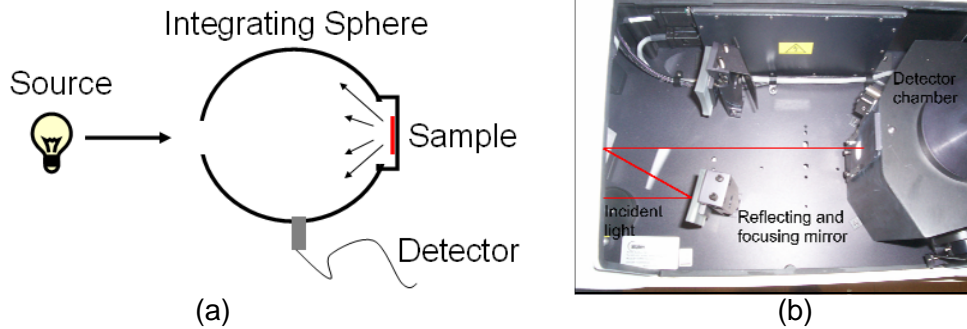 Integrating Sphere
Source
Sample
Detector
(a)
Detector
chamber
Incident
light
Reflecting and
focusing mirror
(b)